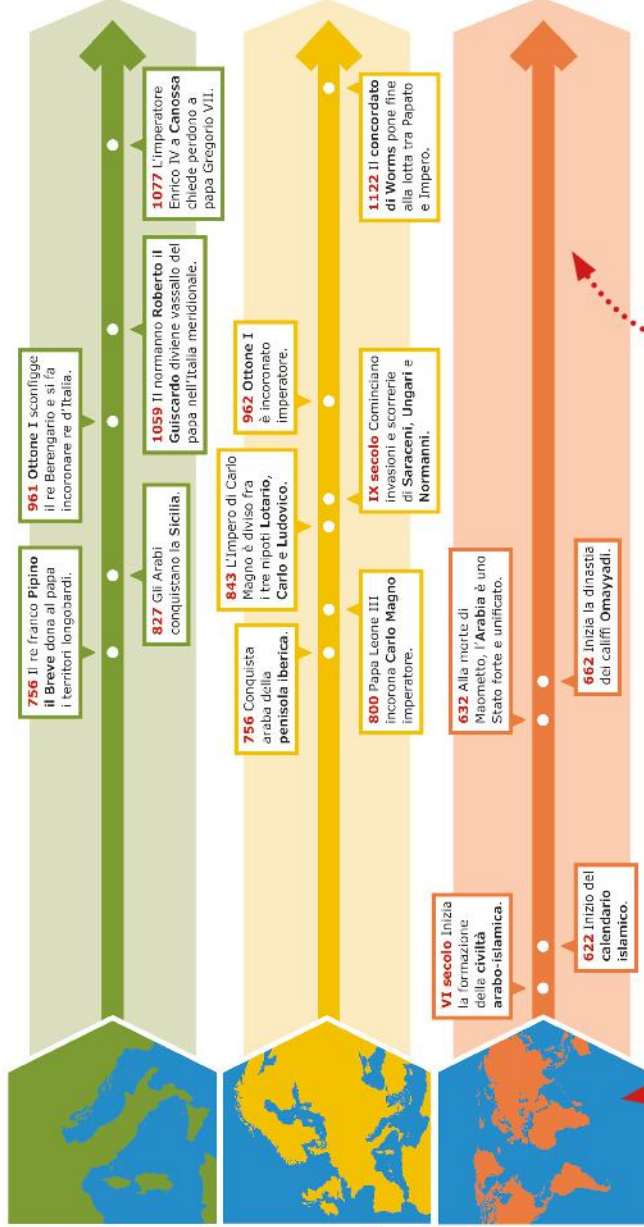 756 Il re franco Pipino
il Breve dona al papa
i territori longobardi.
827 Gli Arabi
conquistano la Sicilia.
961 Ottone I sconfigge
il re Berengario e si fa
incoronare re d'Italia.
1059 Il normanno Roberto il
Guiscardo diviene vassallo del
papa nell'Italia meridionale.
1077 L'imperatore
Enrico IV a Canossa
chiede perdono a
papa Gregorio VII.
756 Conquista
araba della
penisola iberica.
800 Papa Leone III
incorona Carlo Magno
imperatore.
843 L'Impero di Carlo
Magno è diviso fra
i tre nipoti Lotario,
Carlo e Ludovico.
IX secolo Cominciano
invasioni e scorrerie
di Saraceni, Ungari e
Normanni.
962 Ottone I
è incoronato
imperatore.
1122 Il concordato
di Worms pone fine
alla lotta tra Papato
e Impero.
VI secolo Inizia
la formazione
della civiltà
arabo-islamica.
622 Inizio del
calendario
islamico.
632 Alla morte di
Maometto, l'Arabia è uno
Stato forte e unificato.
662 Inizia la dinastia
dei califfi Omayyadi.